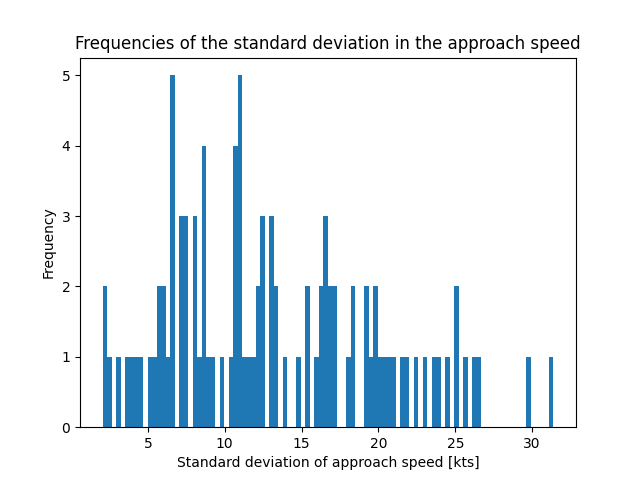 Frequencies of the standard deviation in the approach speed
5
4
3
2
1
0
Frequency
5 10 15 20 25 30
Standard deviation of approach speed [kts]